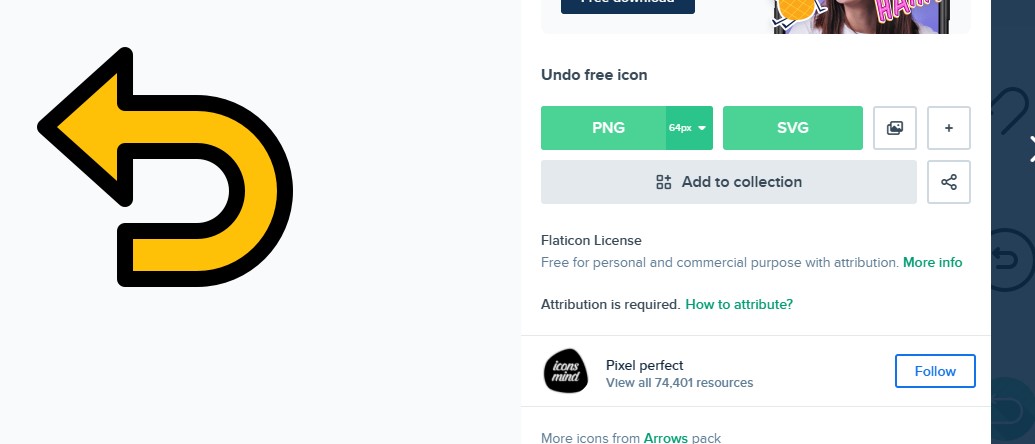 Free download
HAHA
Undo free icon
PNG
64px
SVG
+
Add to collection
Flaticon License
Free for personal and commercial purpose with attribution. More info
Attribution is required. How to attribute?
icons
mind
Pixel perfect
View all 74,401 resources
Follow
More icons from Arrows pack